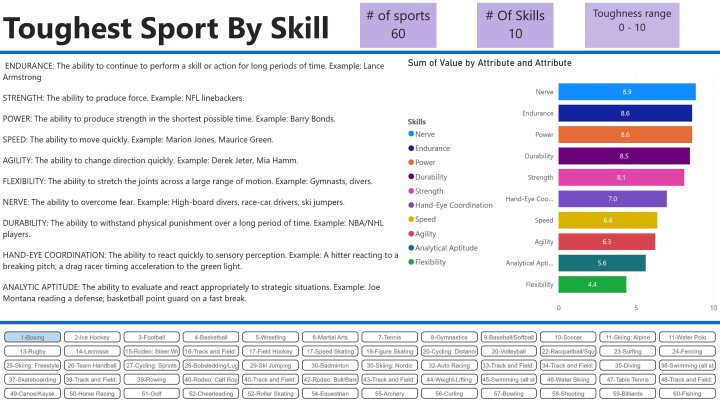 Toughest Sport By Skill
# of sports
60
# Of Skills
10
Toughness range
0 - 10
ENDURANCE: The ability to continue to perform a skill or action for long periods of time. Example: Lance
Armstrong
STRENGTH: The ability to produce force. Example: NFL linebackers.
POWER: The ability to produce strength in the shortest possible time. Example: Barry Bonds.
SPEED: The ability to move quickly. Example: Marion Jones, Maurice Green.
AGILITY: The ability to change direction quickly. Example: Derek Jeter, Mia Hamm.
FLEXIBILITY: The ability to stretch the joints across a large range of motion. Example: Gymnasts, divers.
NERVE: The ability to overcome fear. Example: High-board divers, race-car drivers, ski jumpers.
DURABILITY: The ability to withstand physical punishment over a long period of time. Example: NBA/NHL
players.
HAND-EYE COORDINATION: The ability to react quickly to sensory perception. Example: A hitter reacting to a
breaking pitch; a drag racer timing acceleration to the green light.
ANALYTIC APTITUDE: The ability to evaluate and react appropriately to strategic situations. Example: Joe
Montana reading a defense; basketball point guard on a fast break.
Sum of Value by Attribute and Attribute
Skills
Nerve
Endurance
Power
Durability
Strength
Hand-Eye Coordination
Speed
Agility
Analytical Aptitude
Flexibility
Nerve 8.9
Endurance 8.6
Power 8.6
Durability 8.5
Strength 8.1
Hand-Eye Coo... 7.0
Speed 6.4
Agility 6.3
Analytical Apti... 5.6
Flexibility 4.4
0 5 10
1-Boxing 2-Ice Hockey 3-Football 4-Basketball 5-Wrestling 6-Martial Arts 7-Tennis 8-Gymnastics 9-Baseball/Softball 10-Soccer 11-Skiing: Alpine 11-Water Polo
13-Rugby 14-Lacrosse 15-Rodeo: Steer Wr 16-Track and Field: 17-Field Hockey 17-Speed Skating 19-Figure Skating 20-Cycling: Distance 20-Volleyball 22-Racquetball/Squ 23-Surfing 24-Fencing
25-Skiing: Freestyle 26-Team Handball 27-Cycling: Sprints 28-Bobsledding/Lug 29-Ski Jumping 30-Badminton 30-Skiing: Nordic 32-Auto Racing 33-Track and Field: 34-Track and Field: 35-Diving 36-Swimming (all st
37-Skateboarding 38-Track and Field: 39-Rowing 40-Rodeo: Calf Rop 40-Track and Field: 42-Rodeo: Bull/Bare 43-Track and Field: 44-Weight-Lifting 45-Swimming (all st 46-Water Skiing 47-Table Tennis 48-Track and Field:
49-Canoe/Kayak 50-Horse Racing 51-Golf 52-Cheerleading 52-Roller Skating 54-Equestrian 55-Archery 56-Curling 57-Bowling 58-Shooting 59-Billiards 60-Fishing